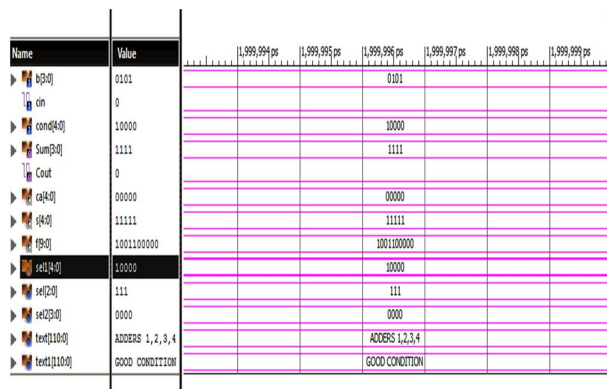 Name Value 1,999,994 ps 1,999,995 ps 1,999,996 ps 1,999,997 ps 1,999,998 ps 1,999,999 ps
b[3:0] 0101 0101
cin 0
cond[4:0] 10000 10000
Sum[3:0] 1111 1111
Cout 0
ca[4:0] 00000 00000
s[4:0] 11111 11111
f[9:0] 1001100000 1001100000
sel1[4:0] 10000 10000
sel[2:0] 111 111
sel2[3:0] 0000 0000
text[110:0] ADDERS 1,2,3,4 ADDERS 1,2,3,4
text1[110:0] GOOD CONDITION GOOD CONDITION